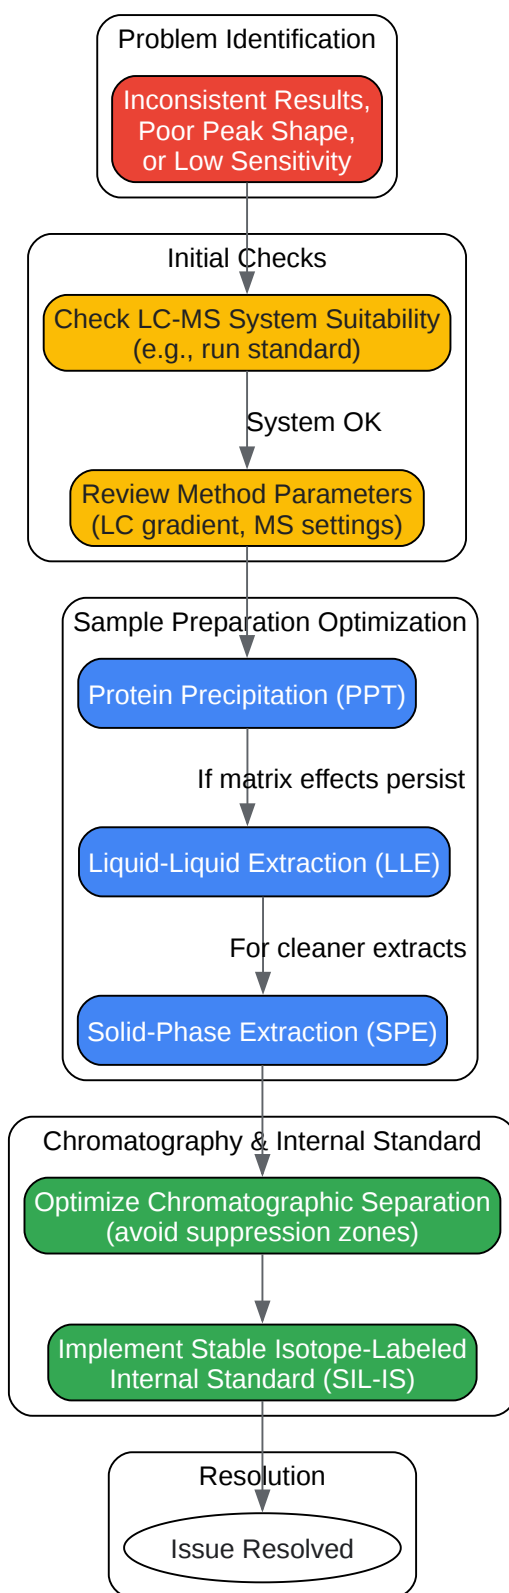 Problem Identification
Inconsistent Results,
Poor Peak Shape,
or Low Sensitivity
Initial Checks
Check LC-MS System Suitability
(e.g., run standard)
System OK
Review Method Parameters
(LC gradient, MS settings)
Sample Preparation Optimization
Protein Precipitation (PPT)
If matrix effects persist
Liquid-Liquid Extraction (LLE)
For cleaner extracts
Solid-Phase Extraction (SPE)
Chromatography & Internal Standard
Optimize Chromatographic Separation
(avoid suppression zones)
Implement Stable Isotope-Labeled
Internal Standard (SIL-IS)
Resolution
Issue Resolved